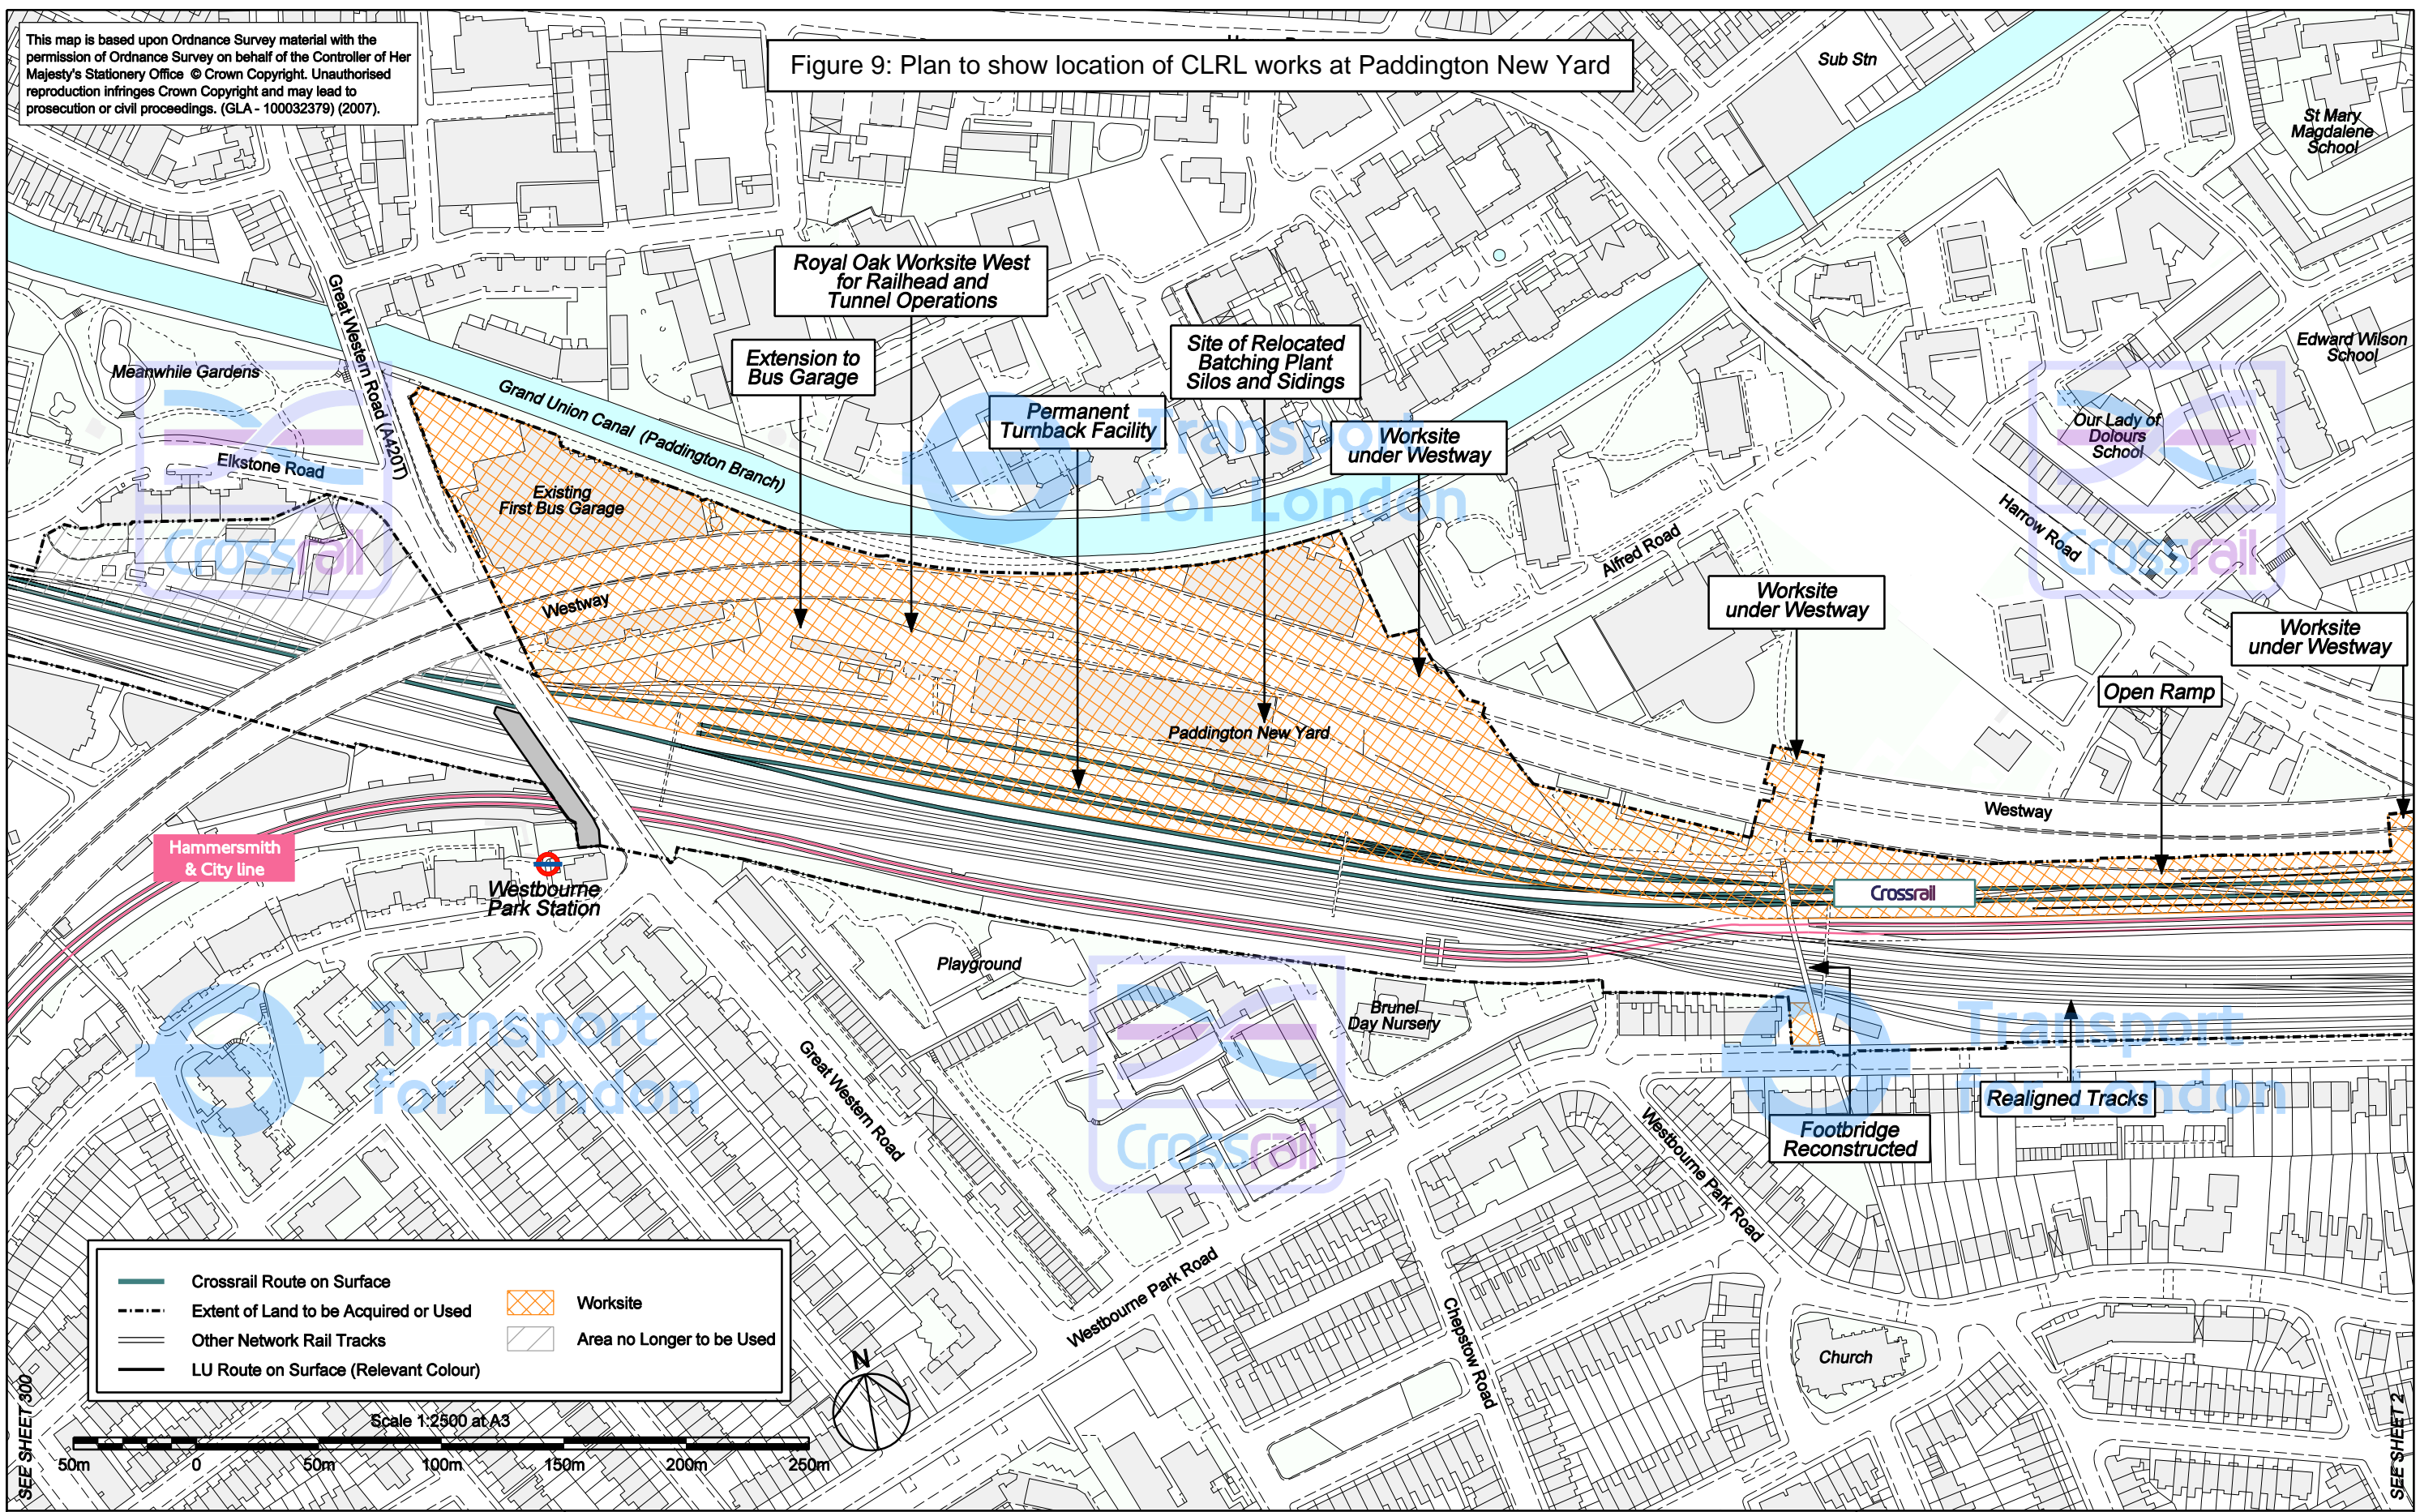 This map is based upon Ordnance Survey material with the
permission of Ordnance Survey on behalf of the Controller of Her
Majesty's Stationery Office © Crown Copyright. Unauthorised
reproduction infringes Crown Copyright and may lead to
prosecution or civil proceedings. (GLA - 100032379) (2007).
Figure 9: Plan to show location of CLRL works at Paddington New Yard
Sub Stn
St Mary
Magdalene
School
Royal Oak Worksite West
for Railhead and
Tunnel Operations
Great Western Road (A4207)
Extension to
Bus Garage
Site of Relocated
Batching Plant
Silos and Sidings
Edward Wilson
School
Meanwhile Gardens
Grand Union Canal (Paddington Branch)
Permanent
Turnback Facility
Worksite
under Westway
Our Lady of
Dolours
School
Elkstone Road
Existing
First Bus Garage
Transport
for London
Harrow Road
Crossrail
Crossrail
Alfred Road
Westway
Worksite
under Westway
Worksite
under Westway
Open Ramp
Paddington New Yard
Westway
Hammersmith
& City line
Westbourne
Park Station
Crossrail
Playground
Brunel
Day Nursery
Transport
for London
Transport
for London
Great Western Road
Crossrail
Realigned Tracks
Footbridge
Reconstructed
Westbourne Park Road
Westbourne Park Road
Chepstow Road
Church
Crossrail Route on Surface
Extent of Land to be Acquired or Used
Other Network Rail Tracks
LU Route on Surface (Relevant Colour)
Worksite
Area no Longer to be Used
N
Scale 1:2500 at A3
50m 0 50m 100m 150m 200m 250m
SEE SHEET 300
SEE SHEET 2